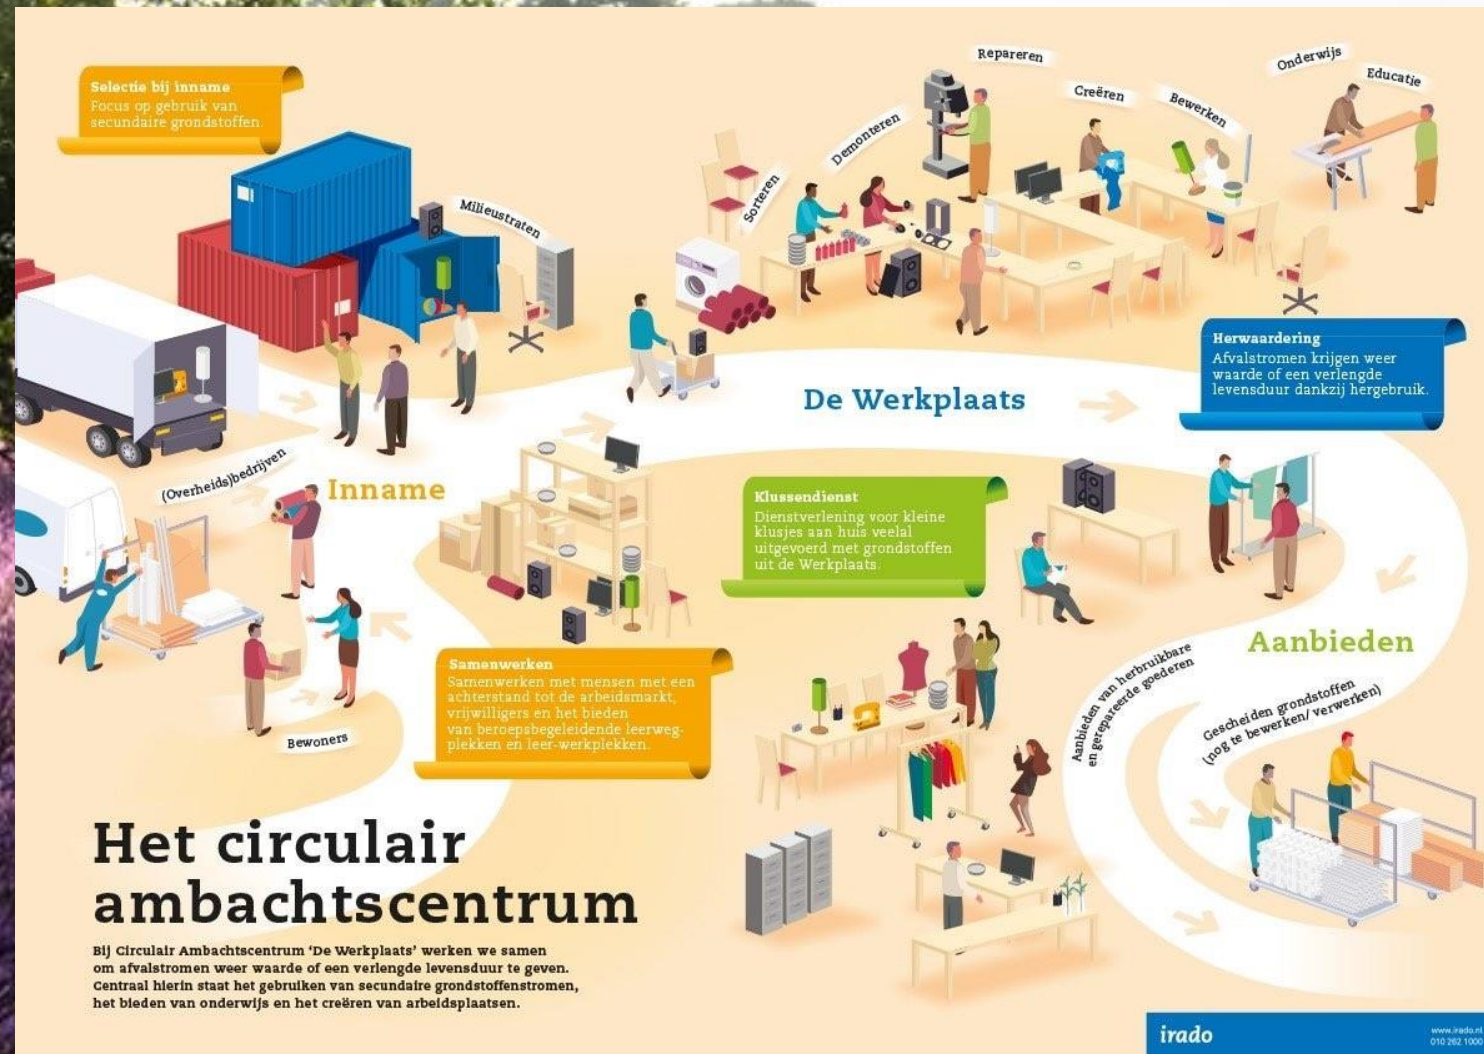 Selectie bij inname
Focus op gebruik van
secundaire grondstoffen.
Milieustraten
Sorteren
Demonteren
Repareren
Creëren
Bewerken
Onderwijs
Educatie
Herwaardering
Afvalstromen krijgen weer
waarde of een verlengde
levensduur dankzij hergebruik.
De Werkplaats
(Overheids)bedrijven
Inname
Klussendienst
Dienstverlening voor kleine
klusjes aan huis veelal
uitgevoerd met grondstoffen
uit de Werkplaats.
Bewoners
Samenwerken
Samenwerken met mensen met een
achterstand tot de arbeidsmarkt,
vrijwilligers en het bieden
van beroepsbegeleidende leerweg-
plekken en leer-werkplekken.
Aanbieden
Aanbieden van herbruikbare
en gerepareerde goederen
Gescheiden grondstoffen
(nog te bewerken/ verwerken)
Het circulair
ambachtscentrum
Bij Circulair Ambachtscentrum ‘De Werkplaats’ werken we samen
om afvalstromen weer waarde of een verlengde levensduur te geven.
Centraal hierin staat het gebruiken van secundaire grondstoffenstromen,
het bieden van onderwijs en het creëren van arbeidsplaatsen.
irado
www.irado.nl
010 262 1000